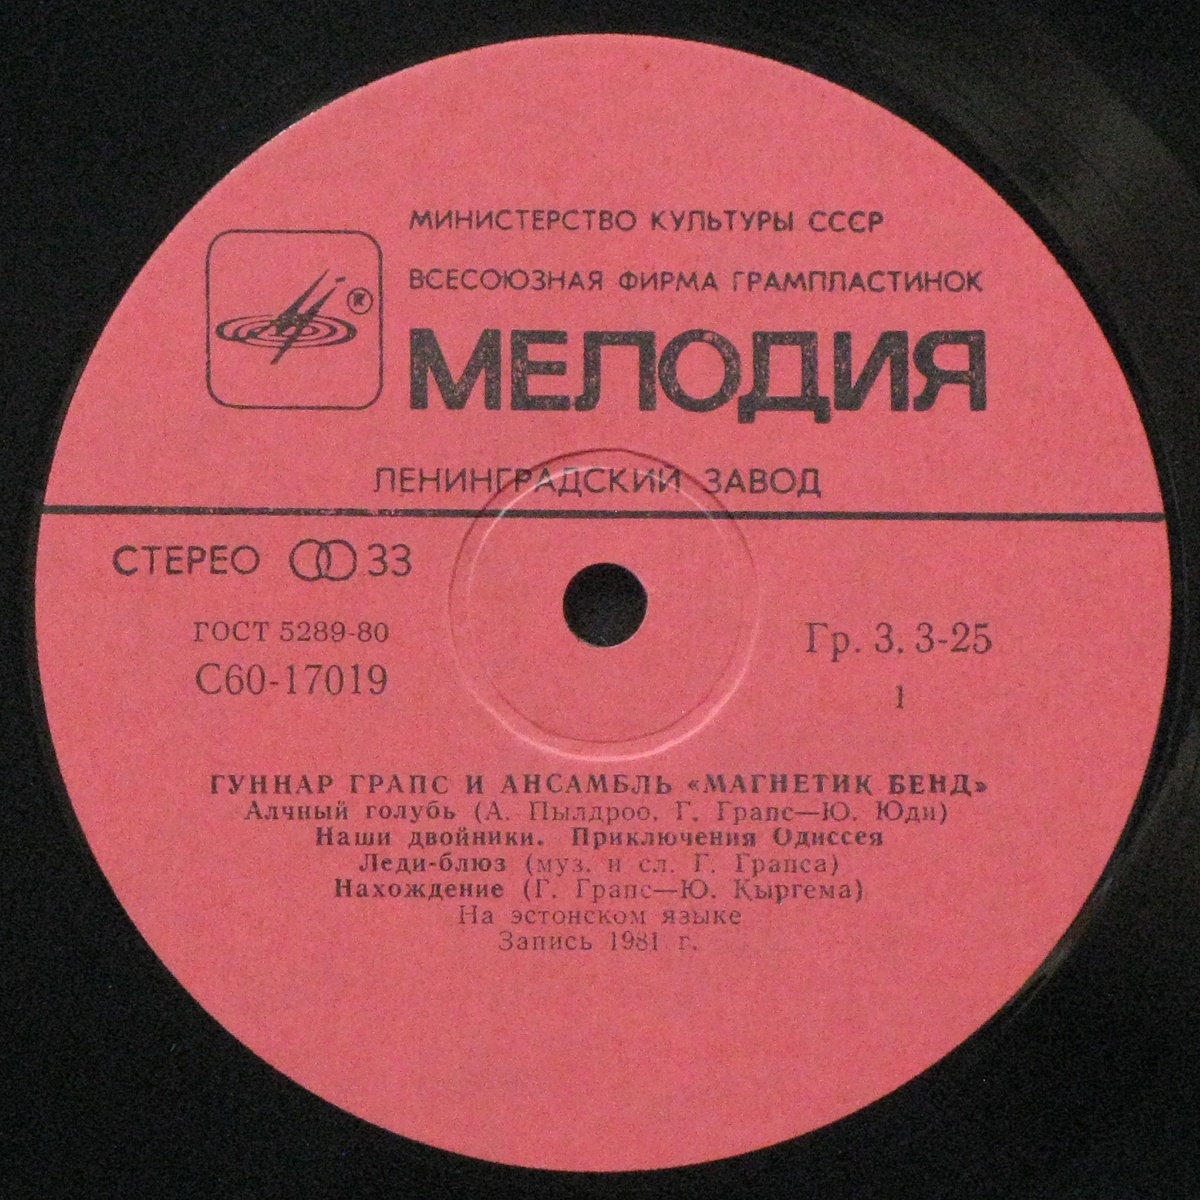 МИНИСТЕРСТВО КУЛЬТУРЫ СССР
ВСЕСОЮЗНАЯ ФИРМА ГРАМПЛАСТИНОК
®
МЕЛОДИЯ
ЛЕНИНГРАДСКИЙ ЗАВОД
СТЕРЕО 33
ГОСТ 5289-80
Гр. 3. 3-25
С60-17019
1
ГУННАР ГРАПС И АНСАМБЛЬ «МАГНЕТИК БЕНД»
Алчный голубь (А. Пылдроо, Г. Грапс—Ю. Юди)
Наши двойники. Приключения Одиссея
Леди-блюз (муз. и сл. Г. Грапса)
Нахождение (Г. Грапс—Ю. Кыргема)
На эстонском языке
Запись 1981 г.